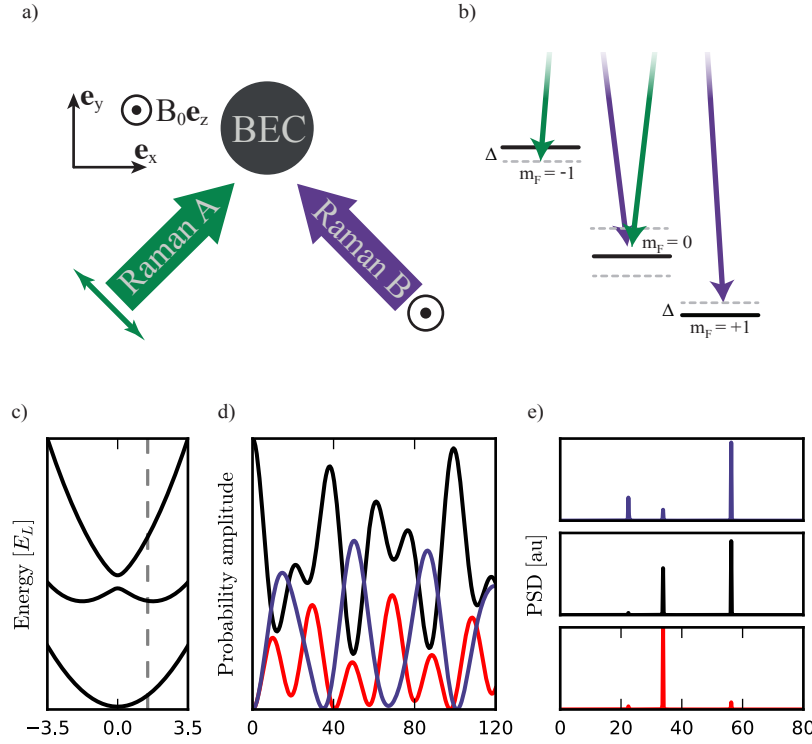 a)
b)
e_y
B_0e_z
e_x
BEC
Raman A
Raman B
Δ
m_F = -1
m_F = 0
Δ
m_F = +1
c)
d)
e)
Energy [E_L]
−3.5 0.0 3.5
Probability amplitude
0 40 80 120
PSD [au]
0 20 40 60 80